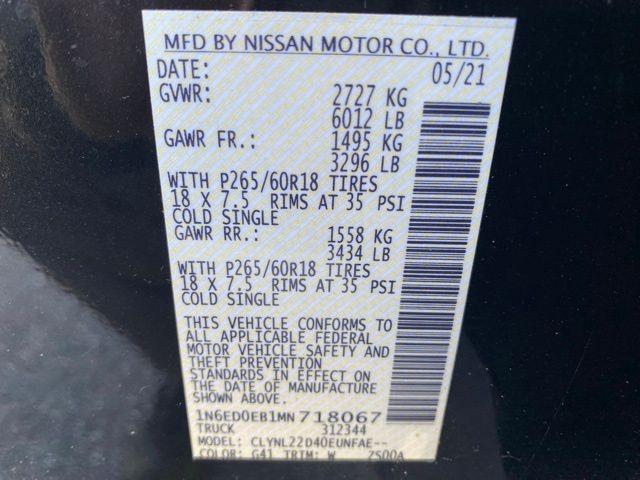 MFD BY NISSAN MOTOR CO., LTD.
DATE: 05/21
GVWR: 2727 KG
6012 LB
GAWR FR.: 1495 KG
3296 LB
WITH P265/60R18 TIRES
18 X 7.5 RIMS AT 35 PSI
COLD SINGLE
GAWR RR.: 1558 KG
3434 LB
WITH P265/60R18 TIRES
18 X 7.5 RIMS AT 35 PSI
COLD SINGLE
THIS VEHICLE CONFORMS TO
ALL APPLICABLE FEDERAL
MOTOR VEHICLE SAFETY AND
THEFT PREVENTION
STANDARDS IN EFFECT ON
THE DATE OF MANUFACTURE
SHOWN ABOVE.
1N6ED0EB1MN718067
TRUCK 312344
MODEL: CLYNL22D40EUNFAE--
COLOR: G41 TRIM: W 2S00A